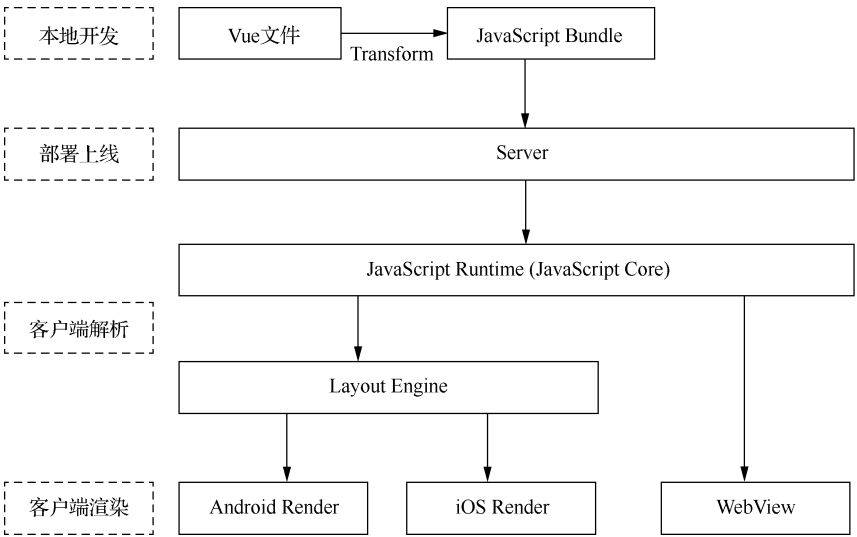 本地开发
Vue文件
Transform
JavaScript Bundle
部署上线
Server
JavaScript Runtime (JavaScript Core)
客户端解析
Layout Engine
客户端渲染
Android Render
iOS Render
WebView